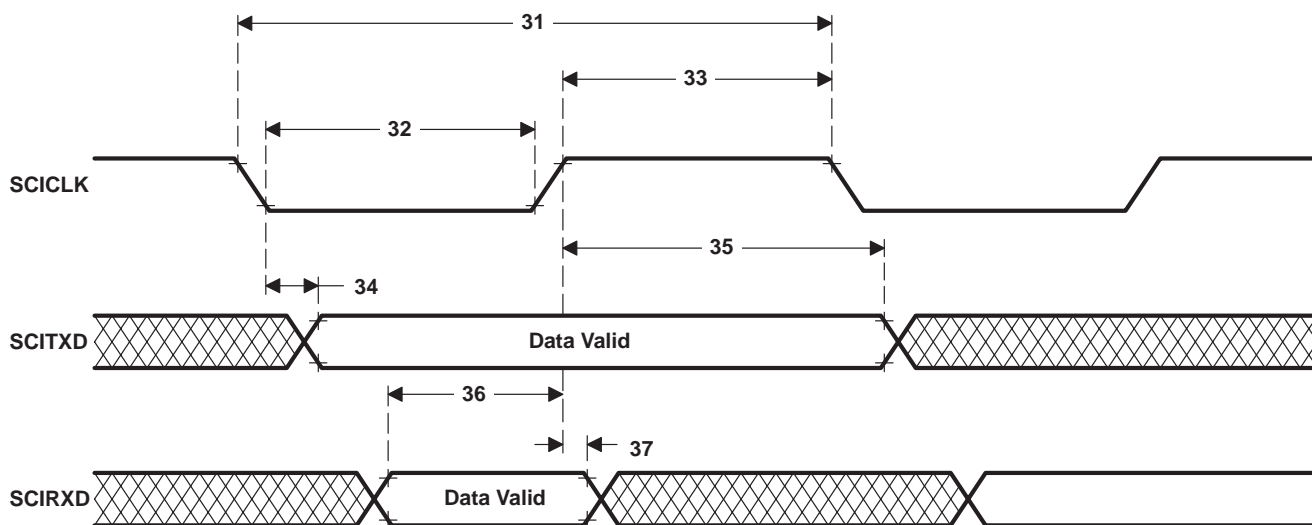 31
33
32
SCICLK
35
34
SCITXD
Data Valid
36
37
SCIRXD
Data Valid